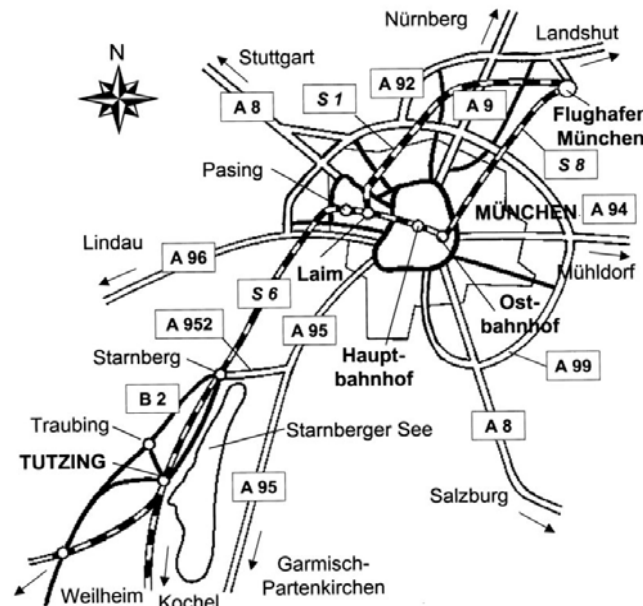 Nürnberg
Landshut
N
Stuttgart
A 92
S 1
A 9
A 8
Flughafen
München
S 8
Pasing
MÜNCHEN
A 94
Lindau
A 96
Laim
Mühldorf
S 6
Ost-
bahnhof
A 952
A 95
Haupt-
bahnhof
Starnberg
A 99
B 2
Traubing
Starnberger See
A 8
TUTZING
A 95
Salzburg
Garmisch-
Partenkirchen
Weilheim
Kochel